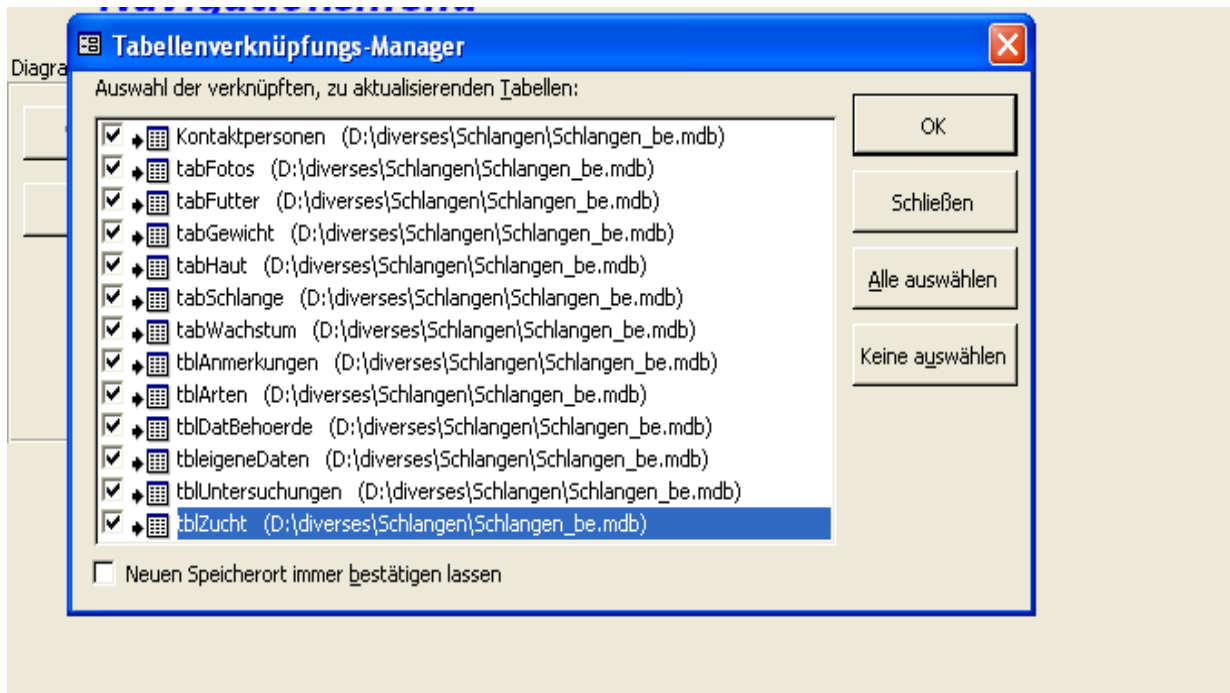 Navigationsmenü
Tabellenverknüpfungs-Manager
Diagra
Auswahl der verknüpften, zu aktualisierenden Tabellen:
Kontaktpersonen (D:\diverses\Schlangen\Schlangen_be.mdb)
tabFotos (D:\diverses\Schlangen\Schlangen_be.mdb)
tabFutter (D:\diverses\Schlangen\Schlangen_be.mdb)
tabGewicht (D:\diverses\Schlangen\Schlangen_be.mdb)
tabHaut (D:\diverses\Schlangen\Schlangen_be.mdb)
tabSchlange (D:\diverses\Schlangen\Schlangen_be.mdb)
tabWachstum (D:\diverses\Schlangen\Schlangen_be.mdb)
tblAnmerkungen (D:\diverses\Schlangen\Schlangen_be.mdb)
tblArten (D:\diverses\Schlangen\Schlangen_be.mdb)
tblDatBehoerde (D:\diverses\Schlangen\Schlangen_be.mdb)
tbleigeneDaten (D:\diverses\Schlangen\Schlangen_be.mdb)
tblUntersuchungen (D:\diverses\Schlangen\Schlangen_be.mdb)
tblZucht (D:\diverses\Schlangen\Schlangen_be.mdb)
Neuen Speicherort immer bestätigen lassen
OK
Schließen
Alle auswählen
Keine auswählen